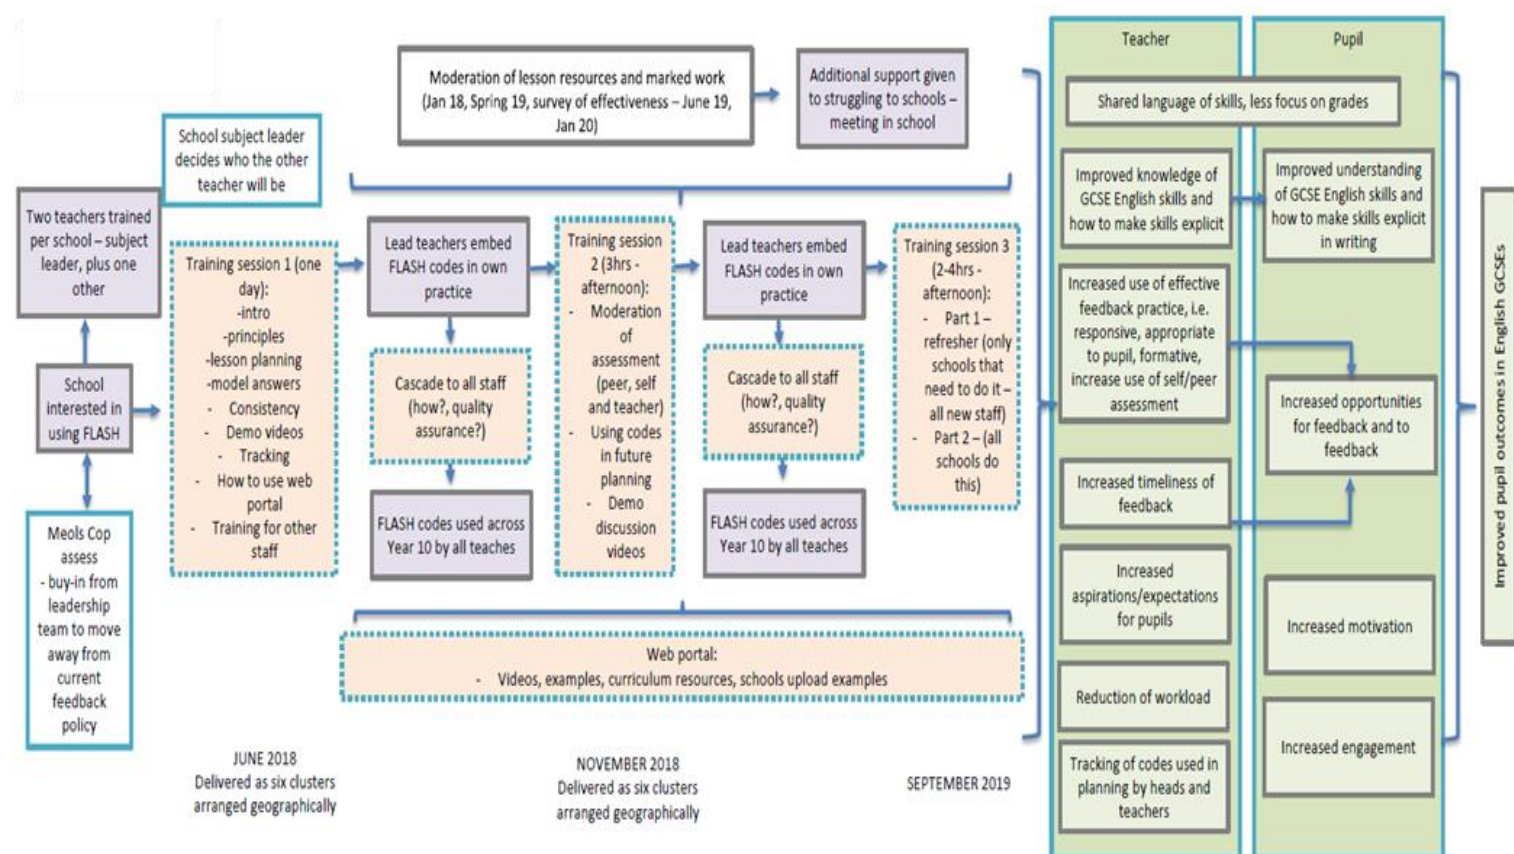 Moderation of lesson resources and marked work
(Jan 18, Spring 19, survey of effectiveness – June 19,
Jan 20)
Additional support given
to struggling to schools –
meeting in school
School subject leader
decides who the other
teacher will be
Two teachers trained
per school – subject
leader, plus one
other
School
interested in
using FLASH
Meols Cop
assess
- buy-in from
leadership
team to move
away from
current
feedback
policy
Training session 1 (one
day):
-intro
-principles
-lesson planning
-model answers
- Consistency
- Demo videos
- Tracking
- How to use web
portal
- Training for other
staff
Lead teachers embed
FLASH codes in own
practice
Cascade to all staff
(how?, quality
assurance?)
FLASH codes used across
Year 10 by all teaches
Training session
2 (3hrs -
afternoon):
- Moderation
of
assessment
(peer, self
and teacher)
- Using codes
in future
planning
- Demo
discussion
videos
Lead teachers embed
FLASH codes in own
practice
Cascade to all staff
(how?, quality
assurance?)
FLASH codes used across
Year 10 by all teaches
Training session 3
(2-4hrs -
afternoon):
- Part 1 –
refresher (only
schools that
need to do it –
all new staff)
- Part 2 – (all
schools do
this)
Web portal:
- Videos, examples, curriculum resources, schools upload examples
JUNE 2018
Delivered as six clusters
arranged geographically
NOVEMBER 2018
Delivered as six clusters
arranged geographically
SEPTEMBER 2019
Teacher
Pupil
Shared language of skills, less focus on grades
Improved knowledge of
GCSE English skills and
how to make skills explicit
Improved understanding
of GCSE English skills and
how to make skills explicit
in writing
Increased use of effective
feedback practice, i.e.
responsive, appropriate
to pupil, formative,
increase use of self/peer
assessment
Increased opportunities
for feedback and to
feedback
Increased timeliness of
feedback
Increased
aspirations/expectations
for pupils
Increased motivation
Reduction of workload
Increased engagement
Tracking of codes used in
planning by heads and
teachers
Improved pupil outcomes in English GCSEs